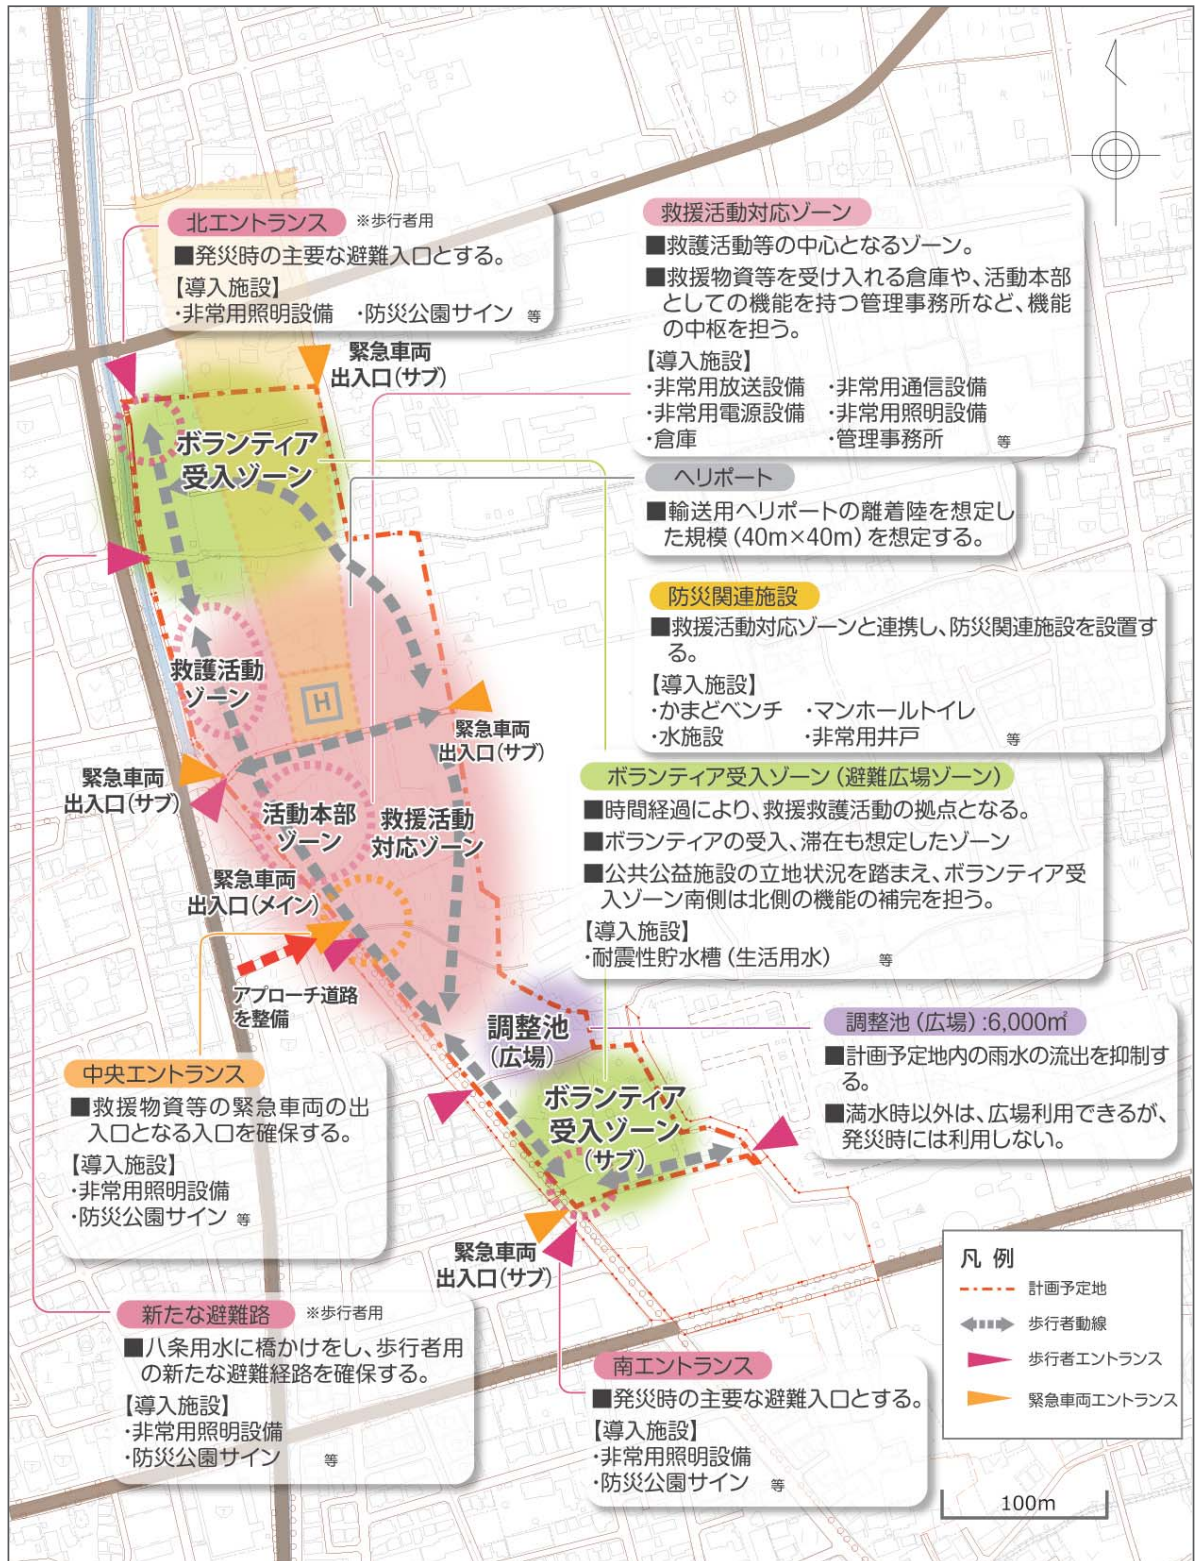 北エントランス ※歩行者用
■発災時の主要な避難入口とする。
【導入施設】
・非常用照明設備 ・防災公園サイン 等
救援活動対応ゾーン
■救護活動等の中心となるゾーン。
■救援物資等を受け入れる倉庫や、活動本部
としての機能を持つ管理事務所など、機能
の中枢を担う。
【導入施設】
・非常用放送設備 ・非常用通信設備
・非常用電源設備 ・非常用照明設備
・倉庫 ・管理事務所 等
緊急車両
出入口(サブ)
ボランティア
受入ゾーン
ヘリポート
■輸送用ヘリポートの離着陸を想定し
た規模(40m×40m)を想定する。
防災関連施設
■救援活動対応ゾーンと連携し、防災関連施設を設置す
る。
【導入施設】
・かまどベンチ ・マンホールトイレ
・水施設 ・非常用井戸 等
救護活動
ゾーン
H
緊急車両
出入口(サブ)
緊急車両
出入口(サブ)
活動本部
ゾーン
救援活動
対応ゾーン
ボランティア受入ゾーン(避難広場ゾーン)
■時間経過により、救援救護活動の拠点となる。
■ボランティアの受入、滞在も想定したゾーン
■公共公益施設の立地状況を踏まえ、ボランティア受
入ゾーン南側は北側の機能の補完を担う。
【導入施設】
・耐震性貯水槽(生活用水) 等
緊急車両
出入口(メイン)
アプローチ道路
を整備
調整池
(広場)
調整池(広場):6,000㎡
■計画予定地内の雨水の流出を抑制す
る。
■満水時以外は、広場利用できるが、
発災時には利用しない。
中央エントランス
■救援物資等の緊急車両の出
入口となる入口を確保する。
【導入施設】
・非常用照明設備
・防災公園サイン 等
ボランティア
受入ゾーン
(サブ)
緊急車両
出入口(サブ)
新たな避難路 ※歩行者用
■八条用水に橋かけをし、歩行者用
の新たな避難経路を確保する。
【導入施設】
・非常用照明設備
・防災公園サイン 等
南エントランス
■発災時の主要な避難入口とする。
【導入施設】
・非常用照明設備
・防災公園サイン 等
凡 例
計画予定地
歩行者動線
歩行者エントランス
緊急車両エントランス
100m